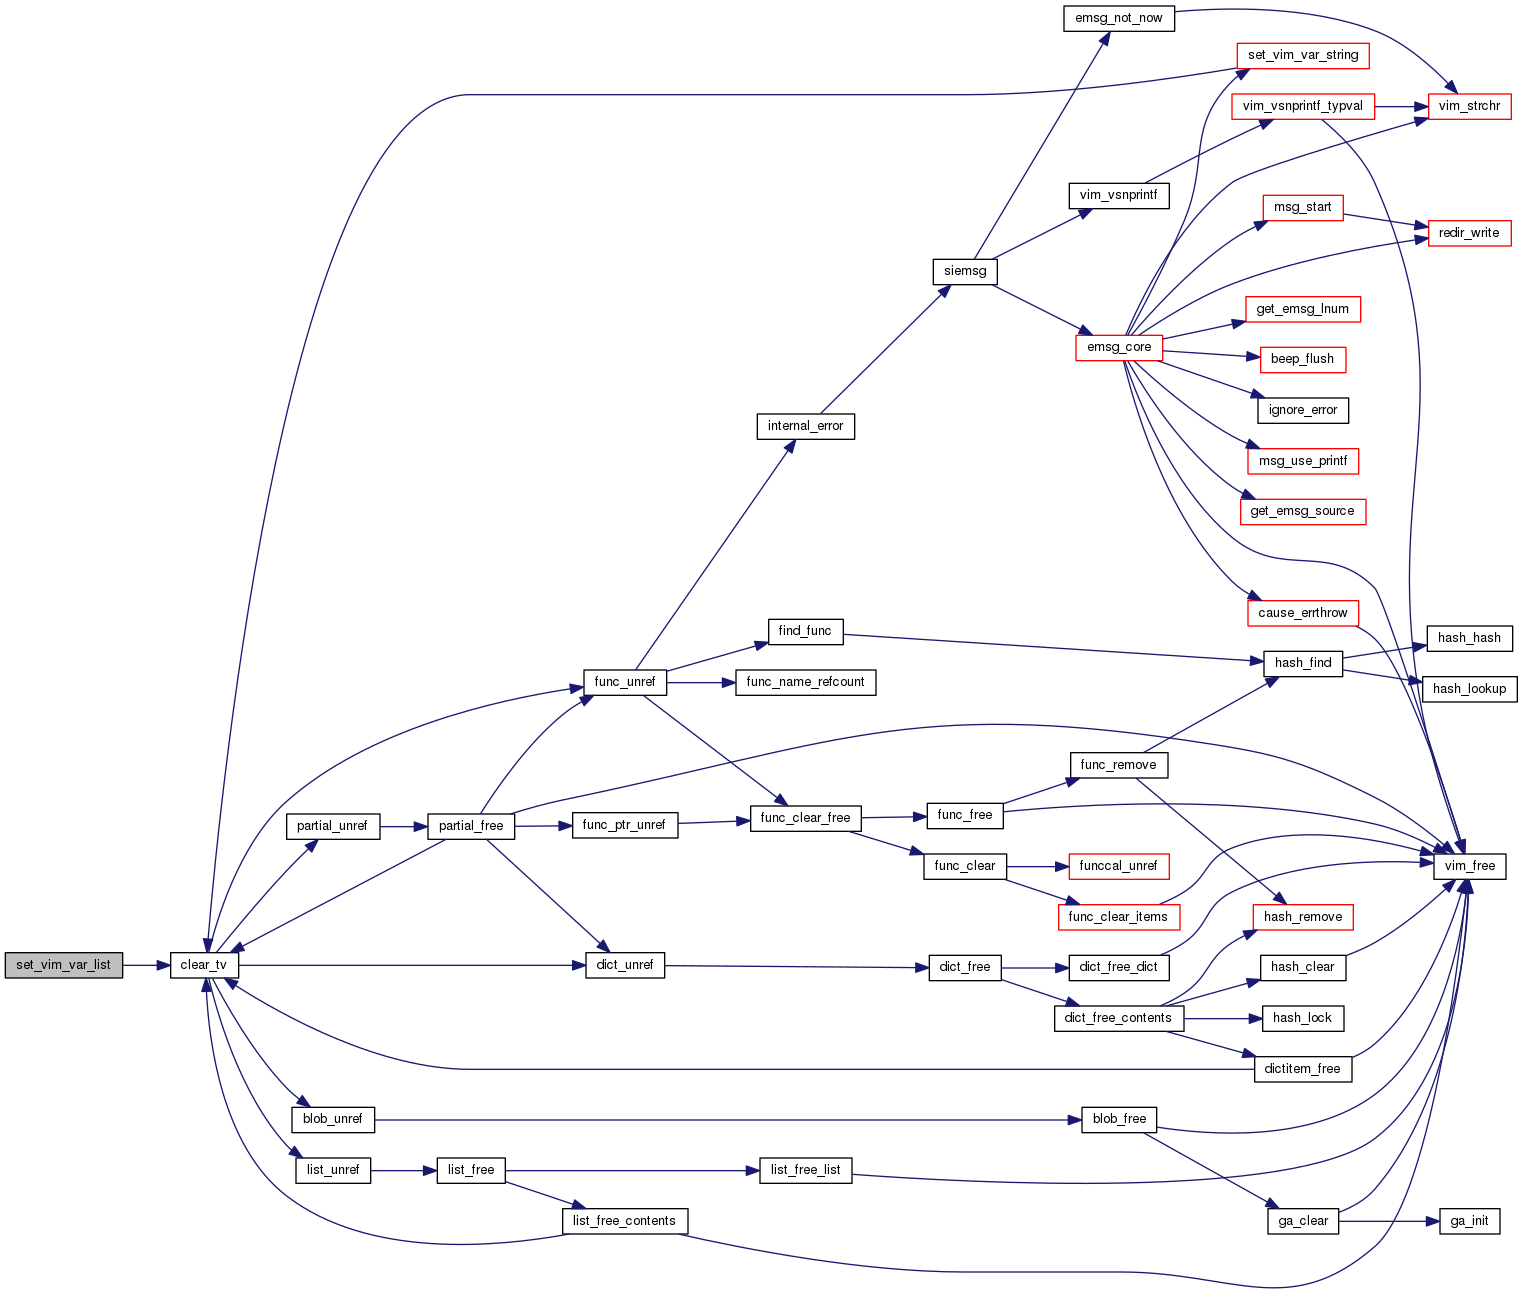 emsg_not_now
set_vim_var_string
vim_vsnprintf_typval
vim_strchr
vim_vsnprintf
msg_start
redir_write
siemsg
get_emsg_lnum
emsg_core
beep_flush
ignore_error
internal_error
msg_use_printf
get_emsg_source
cause_errthrow
find_func
hash_hash
hash_find
func_unref
func_name_refcount
hash_lookup
func_remove
partial_unref
partial_free
func_ptr_unref
func_clear_free
func_free
func_clear
funccal_unref
vim_free
func_clear_items
hash_remove
set_vim_var_list
clear_tv
dict_unref
dict_free
dict_free_dict
hash_clear
dict_free_contents
hash_lock
dictitem_free
blob_unref
blob_free
list_unref
list_free
list_free_list
list_free_contents
ga_clear
ga_init